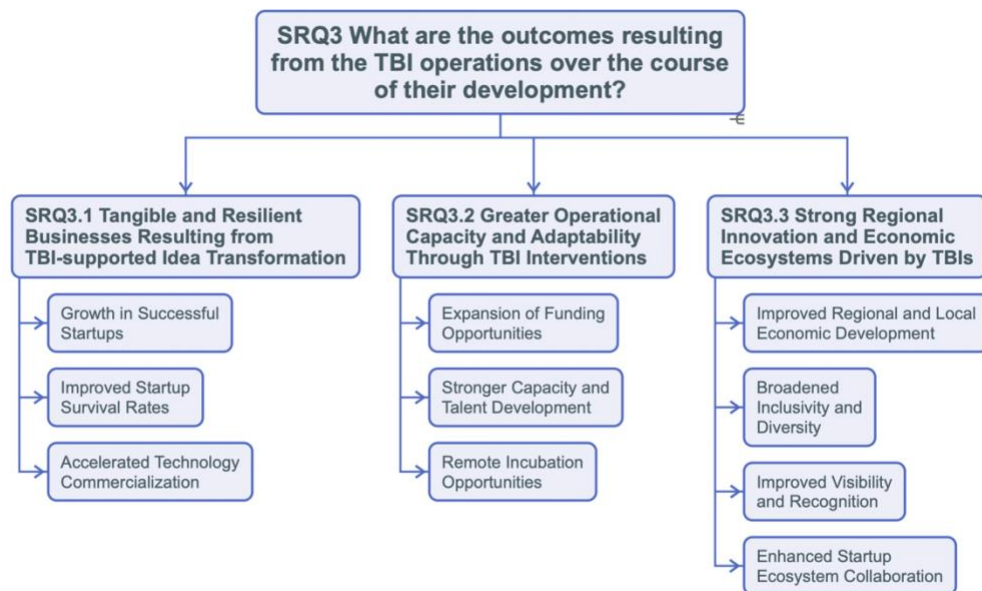 SRQ3 What are the outcomes resulting
from the TBI operations over the course
of their development?
SRQ3.1 Tangible and Resilient
Businesses Resulting from
TBI-supported Idea Transformation
Growth in Successful
Startups
Improved Startup
Survival Rates
Accelerated Technology
Commercialization
SRQ3.2 Greater Operational
Capacity and Adaptability
Through TBI Interventions
Expansion of Funding
Opportunities
Stronger Capacity and
Talent Development
Remote Incubation
Opportunities
SRQ3.3 Strong Regional
Innovation and Economic
Ecosystems Driven by TBIs
Improved Regional and Local
Economic Development
Broadened
Inclusivity and
Diversity
Improved Visibility
and Recognition
Enhanced Startup
Ecosystem Collaboration